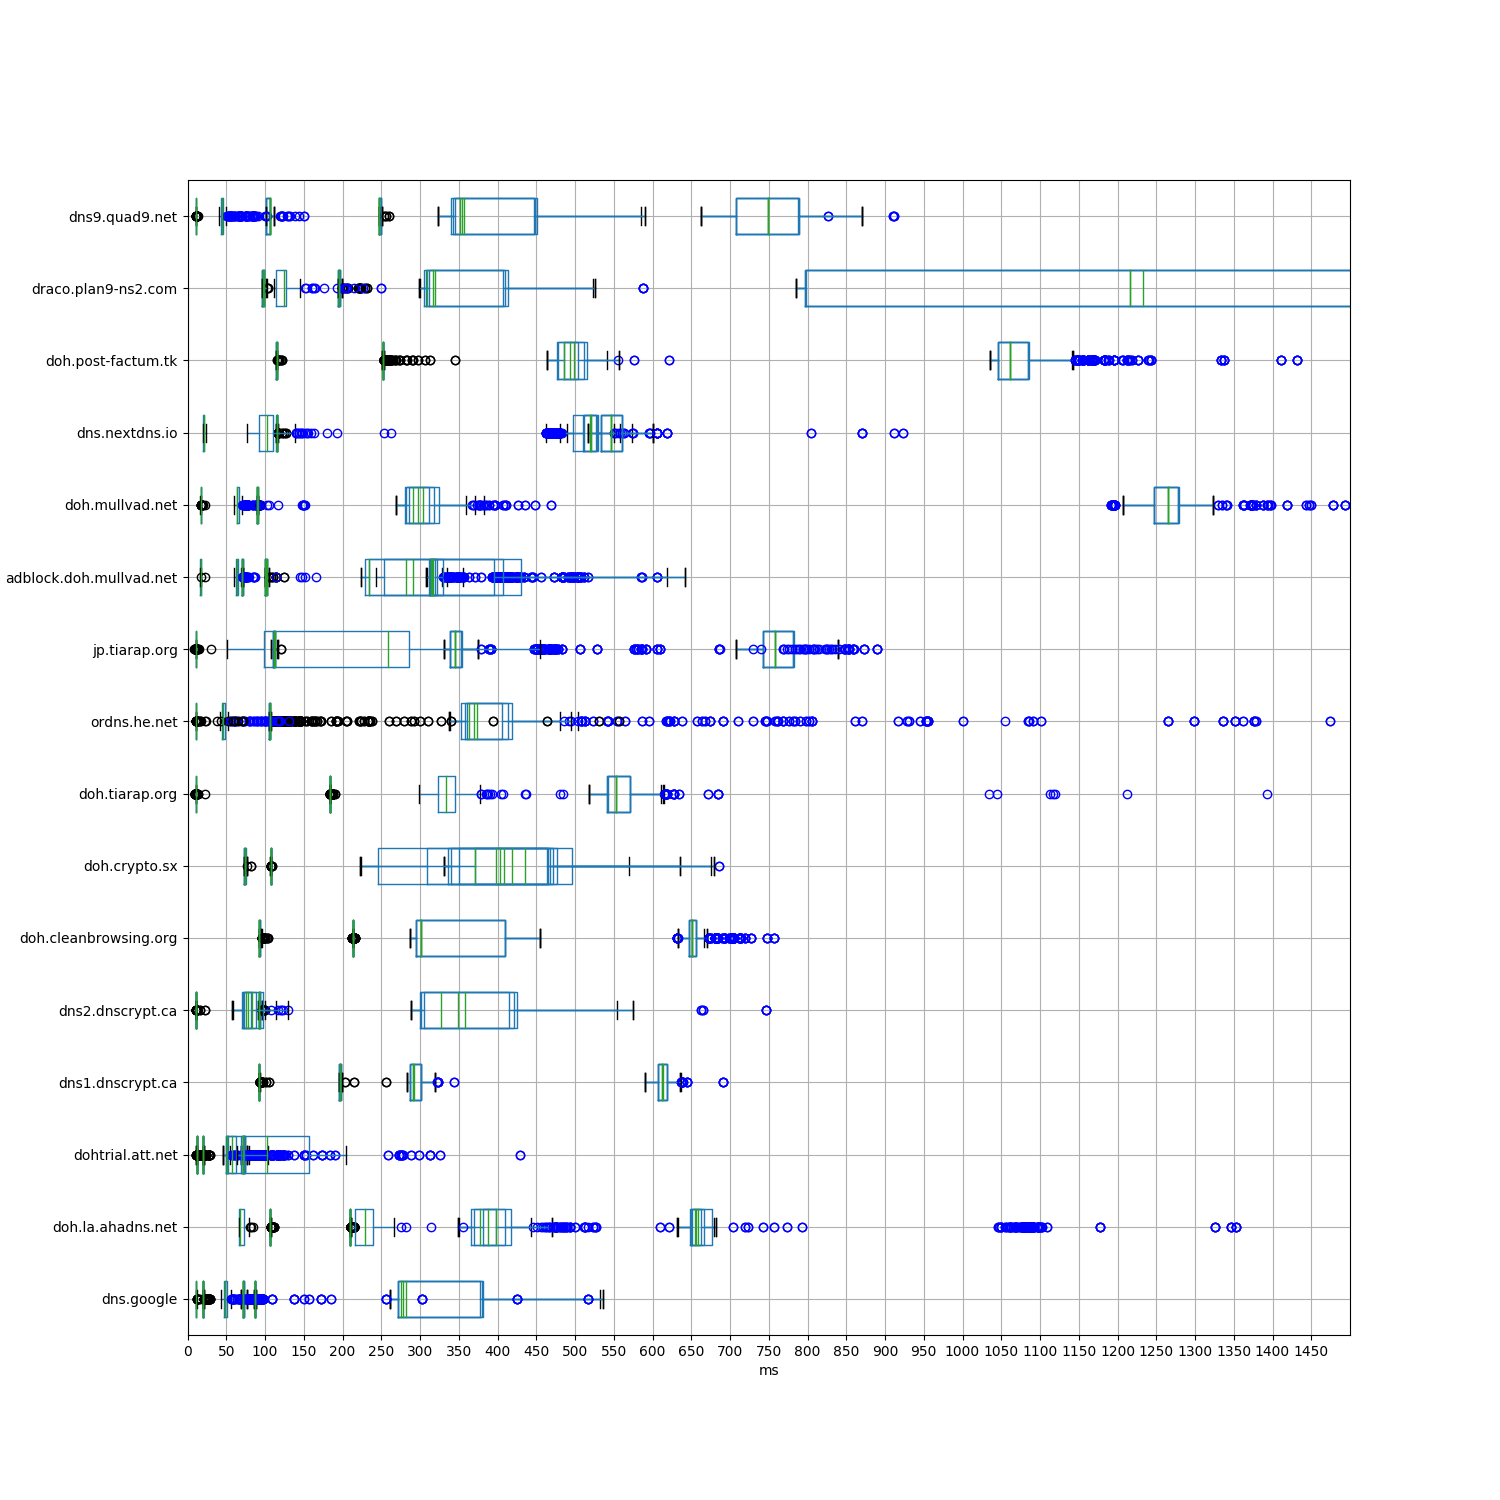 dns9.quad9.net
draco.plan9-ns2.com
doh.post-factum.tk
dns.nextdns.io
doh.mullvad.net
adblock.doh.mullvad.net
jp.tiarap.org
ordns.he.net
doh.tiarap.org
doh.crypto.sx
doh.cleanbrowsing.org
dns2.dnscrypt.ca
dns1.dnscrypt.ca
dohtrial.att.net
doh.la.ahadns.net
dns.google
0 50 100 150 200 250 300 350 400 450 500 550 600 650 700 750 800 850 900 950 1000 1050 1100 1150 1200 1250 1300 1350 1400 1450
ms